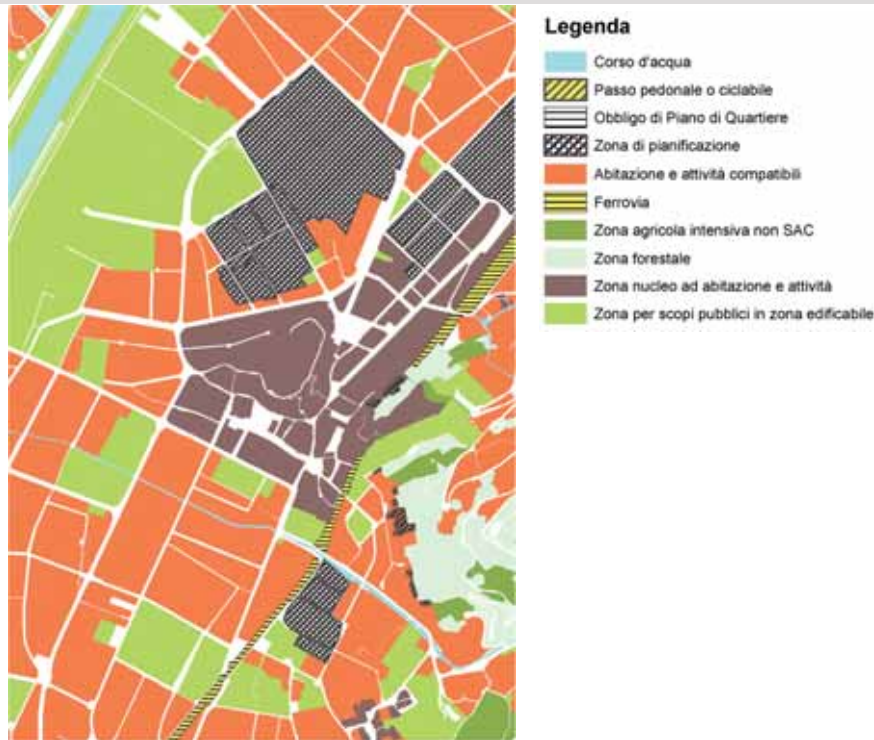 Legenda
Corso d'acqua
Passo pedonale o ciclabile
Obbligo di Piano di Quartiere
Zona di pianificazione
Abitazione e attività compatibili
Ferrovia
Zona agricola intensiva non SAC
Zona forestale
Zona nucleo ad abitazione e attività
Zona per scopi pubblici in zona edificabile